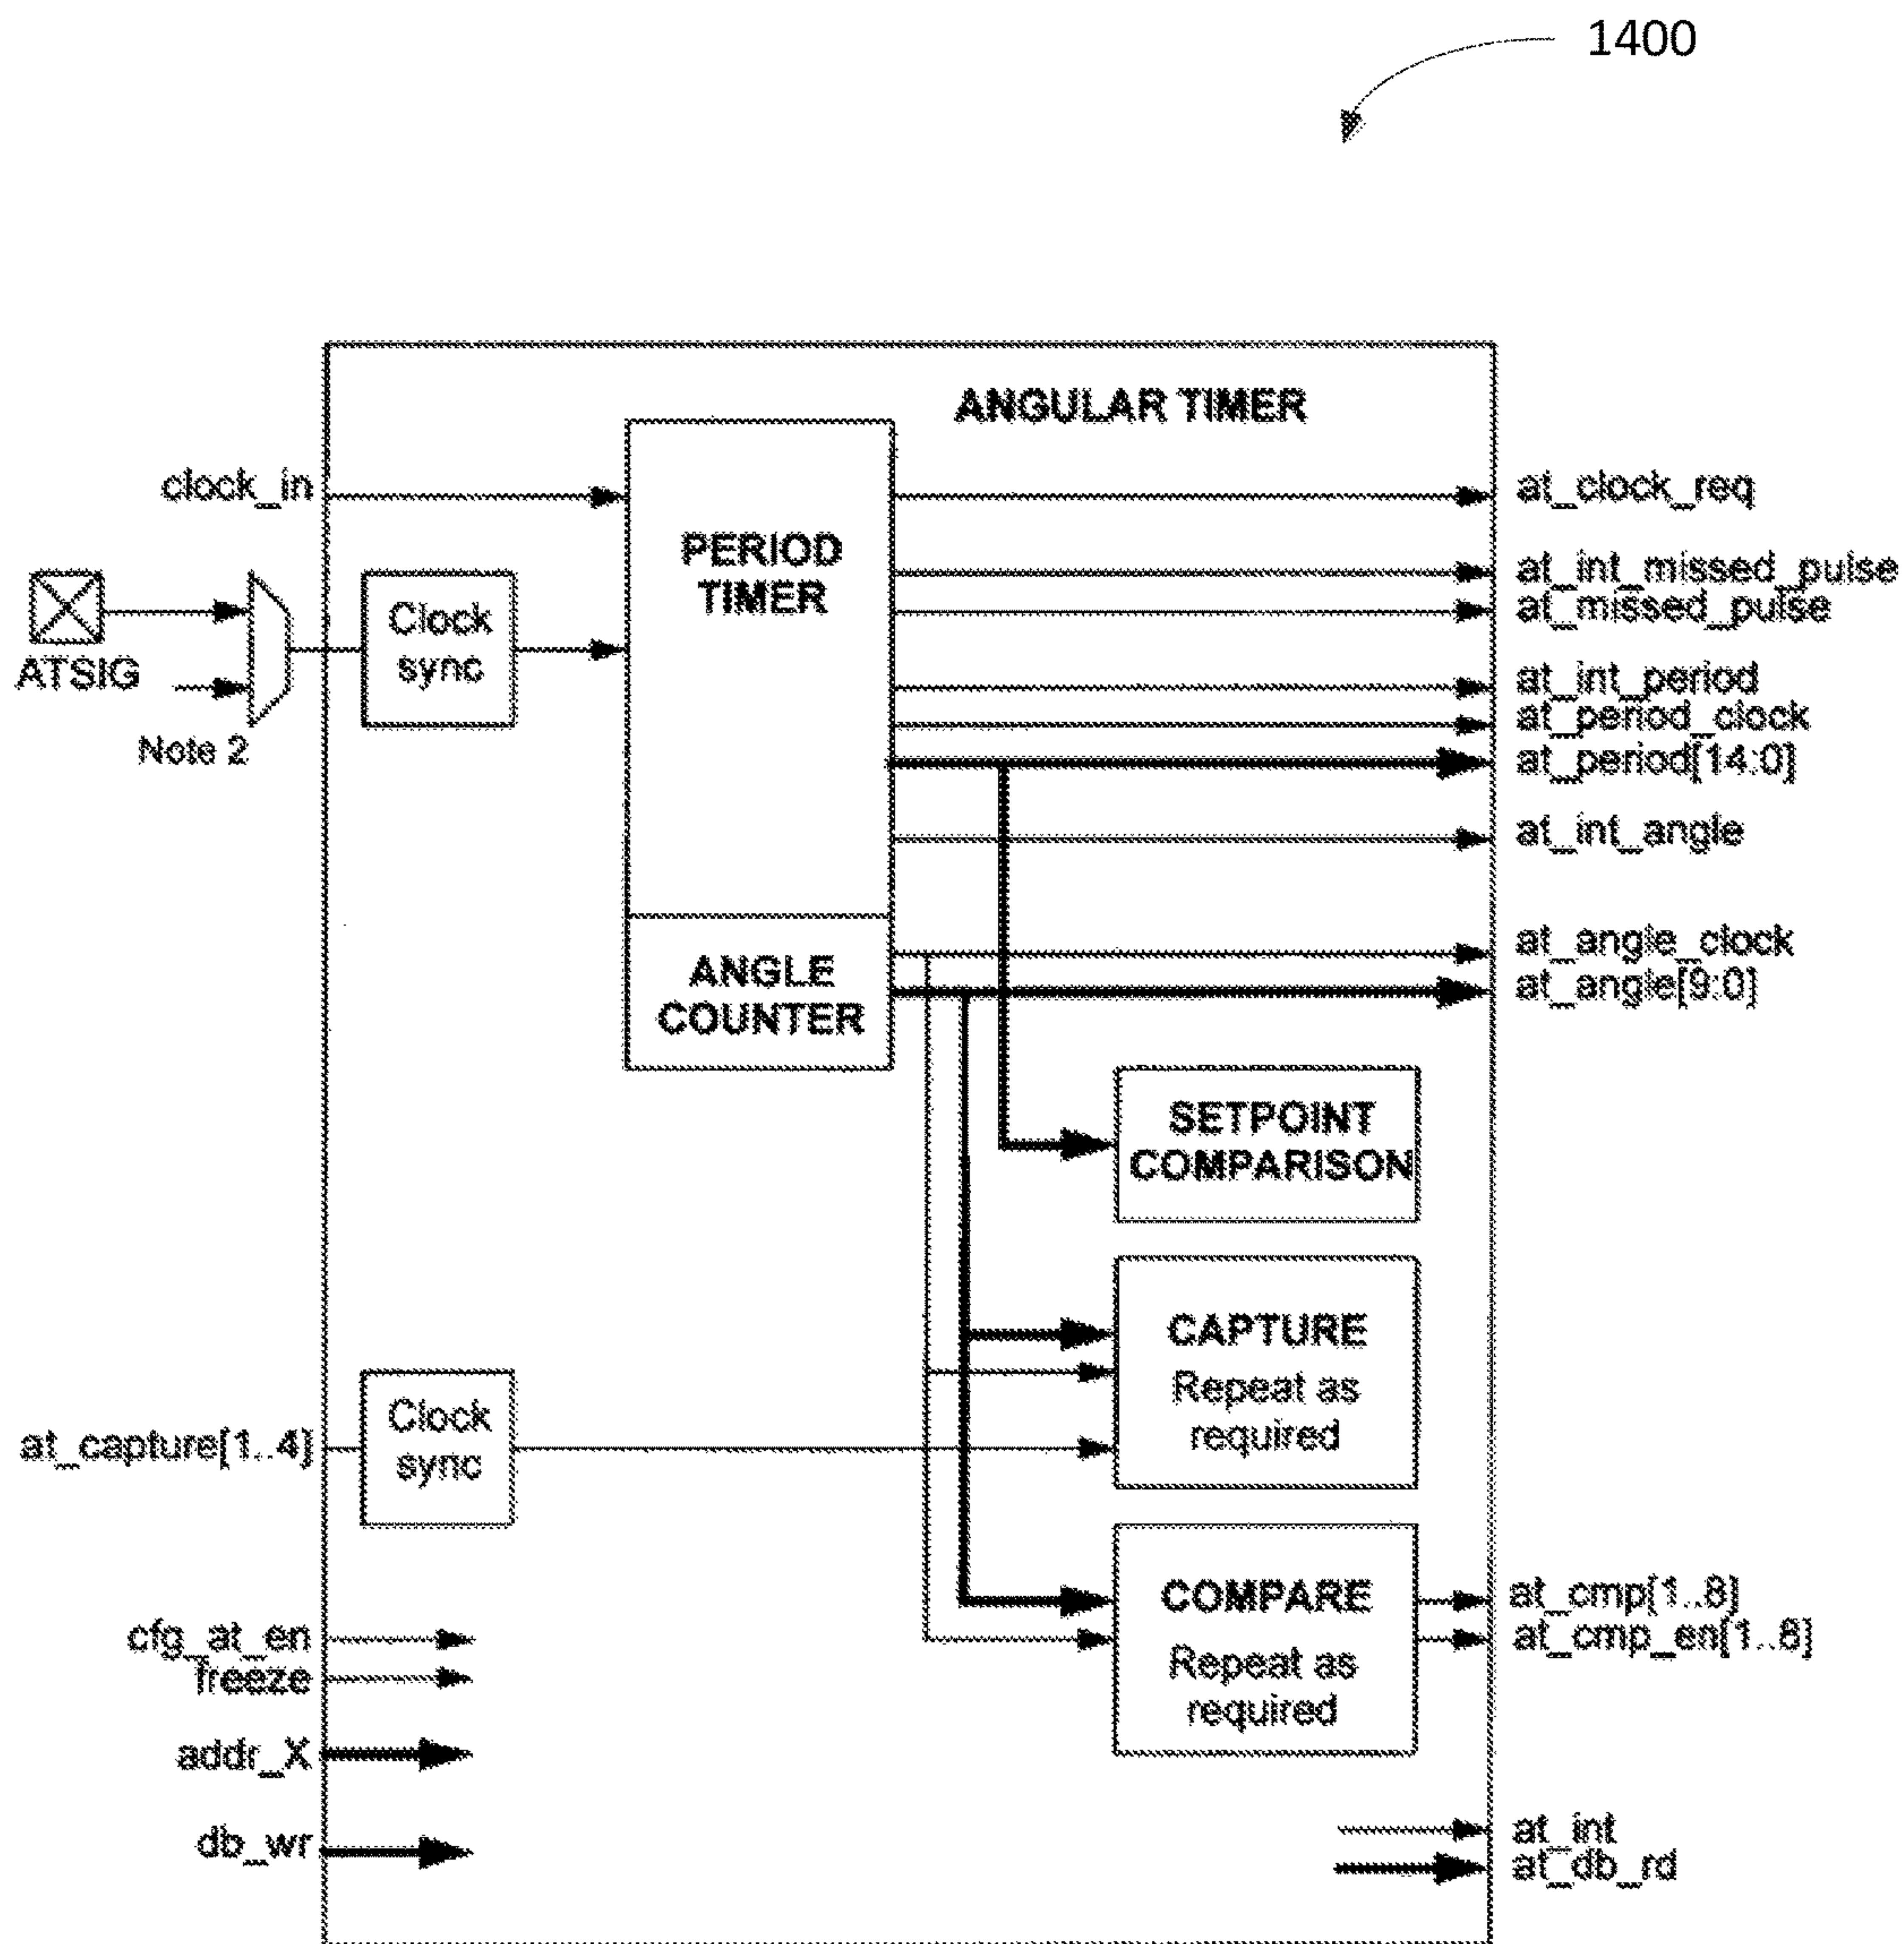 1400
ANGULAR TIMER
clock_in
at_clock_req
PERIOD
TIMER
at_int_missed_pulse
at_missed_pulse
Clock
sync
ATSIG
Note 2
at_int_period
at_period_clock
at_period[14:0]
at_int_angle
at_angle_clock
at_angle[9:0]
ANGLE
COUNTER
SETPOINT
COMPARISON
CAPTURE
Repeat as
required
at_capture[1..4]
Clock
sync
COMPARE
Repeat as
required
at_cmp[1..8]
at_cmp_en[1..8]
cfg_at_en
freeze
addr_X
db_wr
at_int
at_db_rd